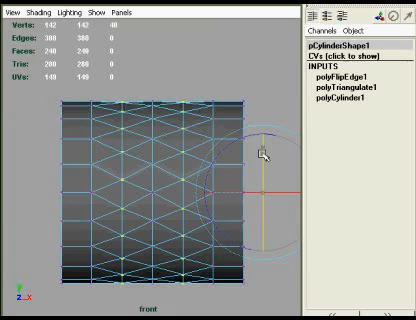 View Shading Lighting Show Panels
Verts: 142 142 40
Edges: 380 380 0
Faces: 240 240 0
Tris: 280 280 0
UVs: 149 149 0
Channels Object
pCylinderShape1
CVs (click to show)
INPUTS
polyFlipEdge1
polyTriangulate1
polyCylinder1
y
z x
front